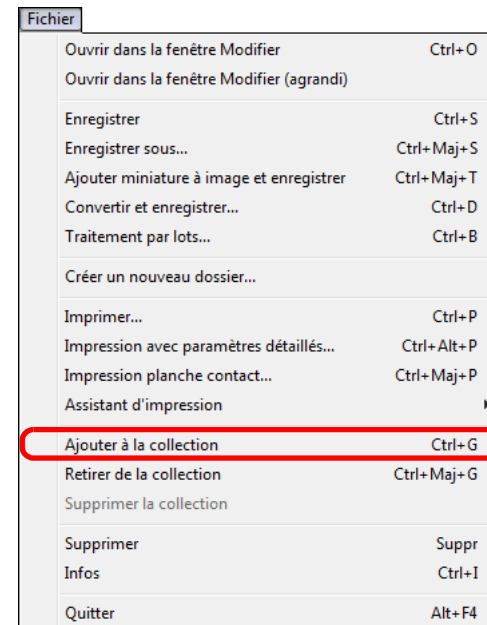 Fichier
Ouvrir dans la fenêtre Modifier Ctrl+O
Ouvrir dans la fenêtre Modifier (agrandi)
Enregistrer Ctrl+S
Enregistrer sous... Ctrl+Maj+S
Ajouter miniature à image et enregistrer Ctrl+Maj+T
Convertir et enregistrer... Ctrl+D
Traitement par lots... Ctrl+B
Créer un nouveau dossier...
Imprimer... Ctrl+P
Impression avec paramètres détaillés... Ctrl+Alt+P
Impression planche contact... Ctrl+Maj+P
Assistant d'impression
Ajouter à la collection Ctrl+G
Retirer de la collection Ctrl+Maj+G
Supprimer la collection
Supprimer Suppr
Infos Ctrl+I
Quitter Alt+F4